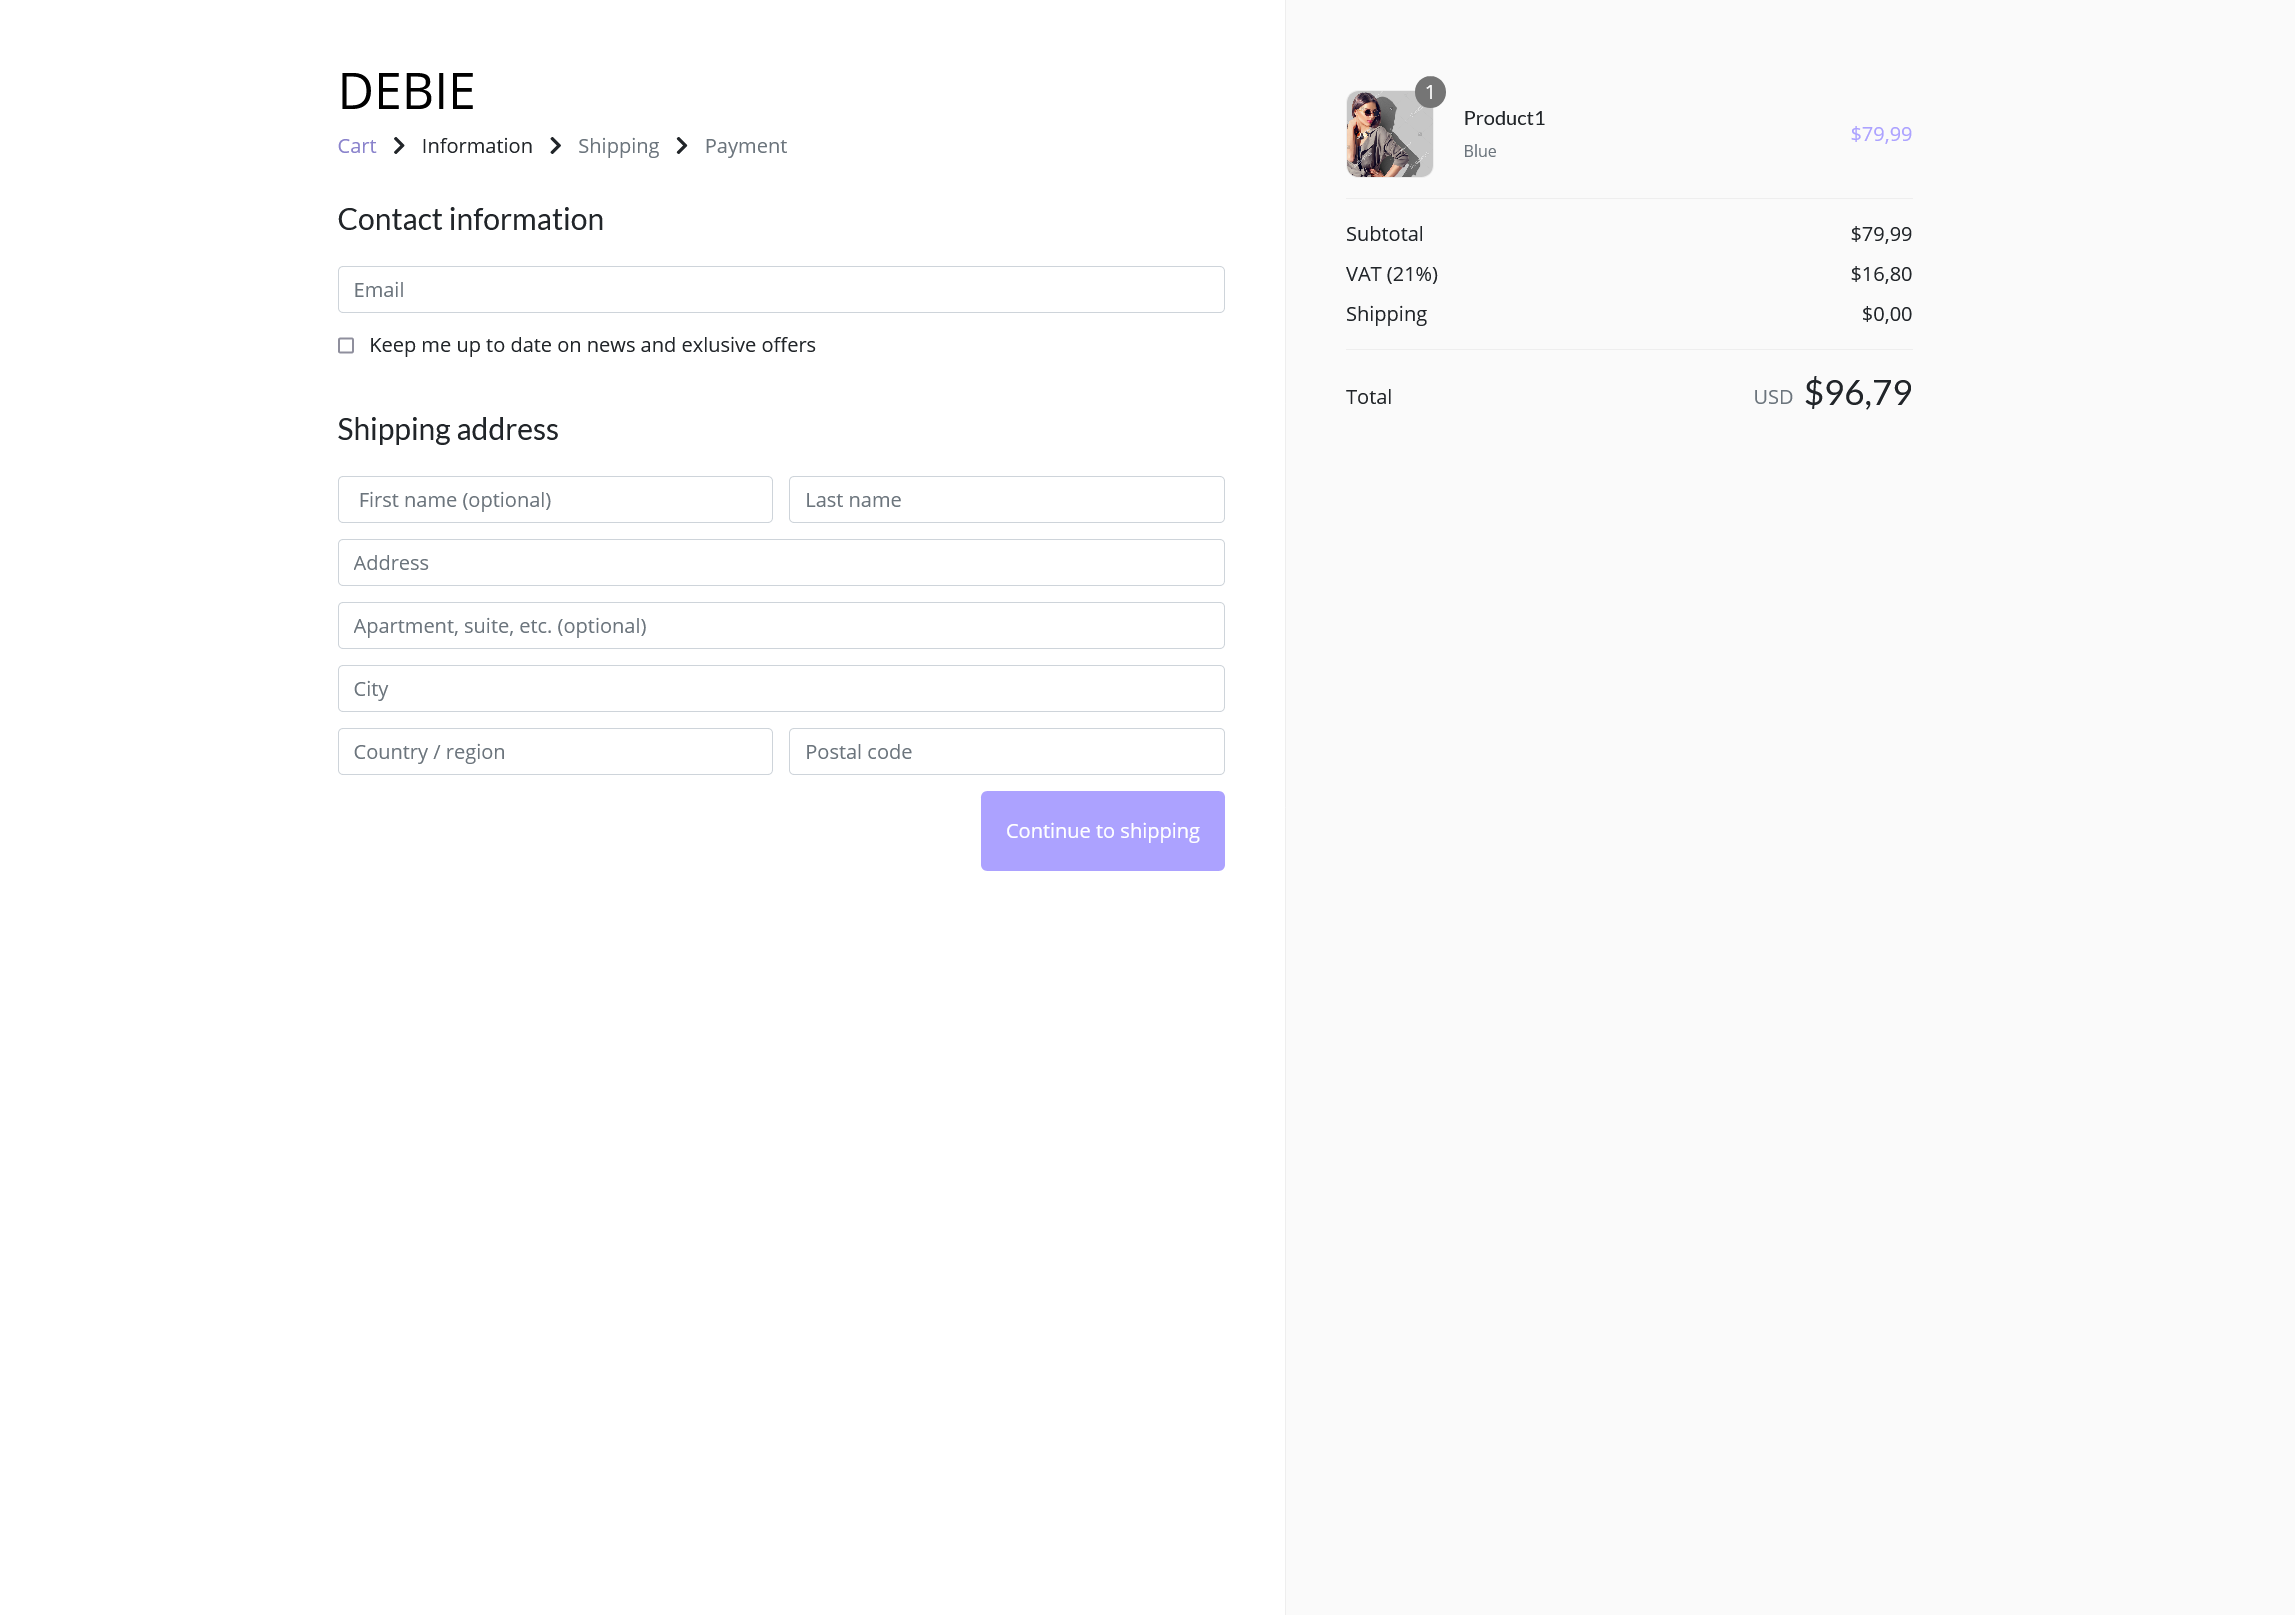 DEBIE
Cart > Information > Shipping > Payment
Contact information
Email
Keep me up to date on news and exlusive offers
Shipping address
First name (optional)
Last name
Address
Apartment, suite, etc. (optional)
City
Country / region
Postal code
Continue to shipping
1
Product1
Blue
$79,99
Subtotal $79,99
VAT (21%) $16,80
Shipping $0,00
Total USD $96,79